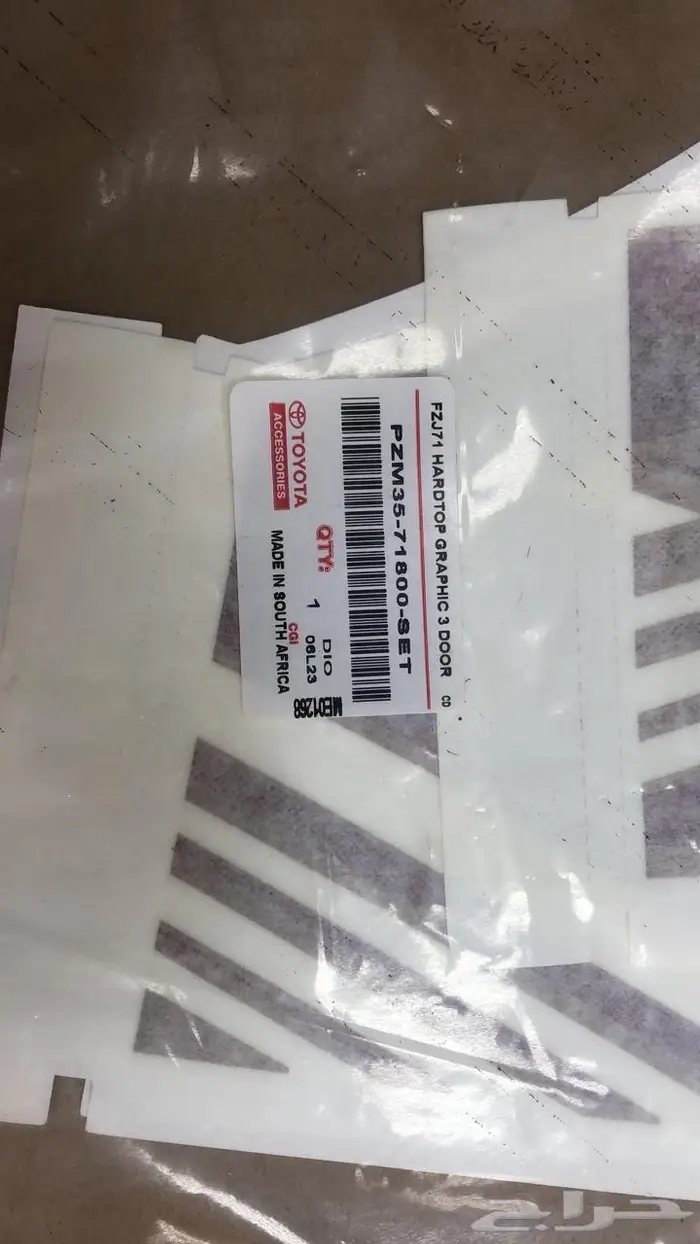 FZJ71 HARDTOP GRAPHIC 3 DOOR CD
PZM35-71800-SET
QTY: 1 DIO
06L23
TOYOTA
ACCESSORIES
CGI
MADE IN SOUTH AFRICA
حراج